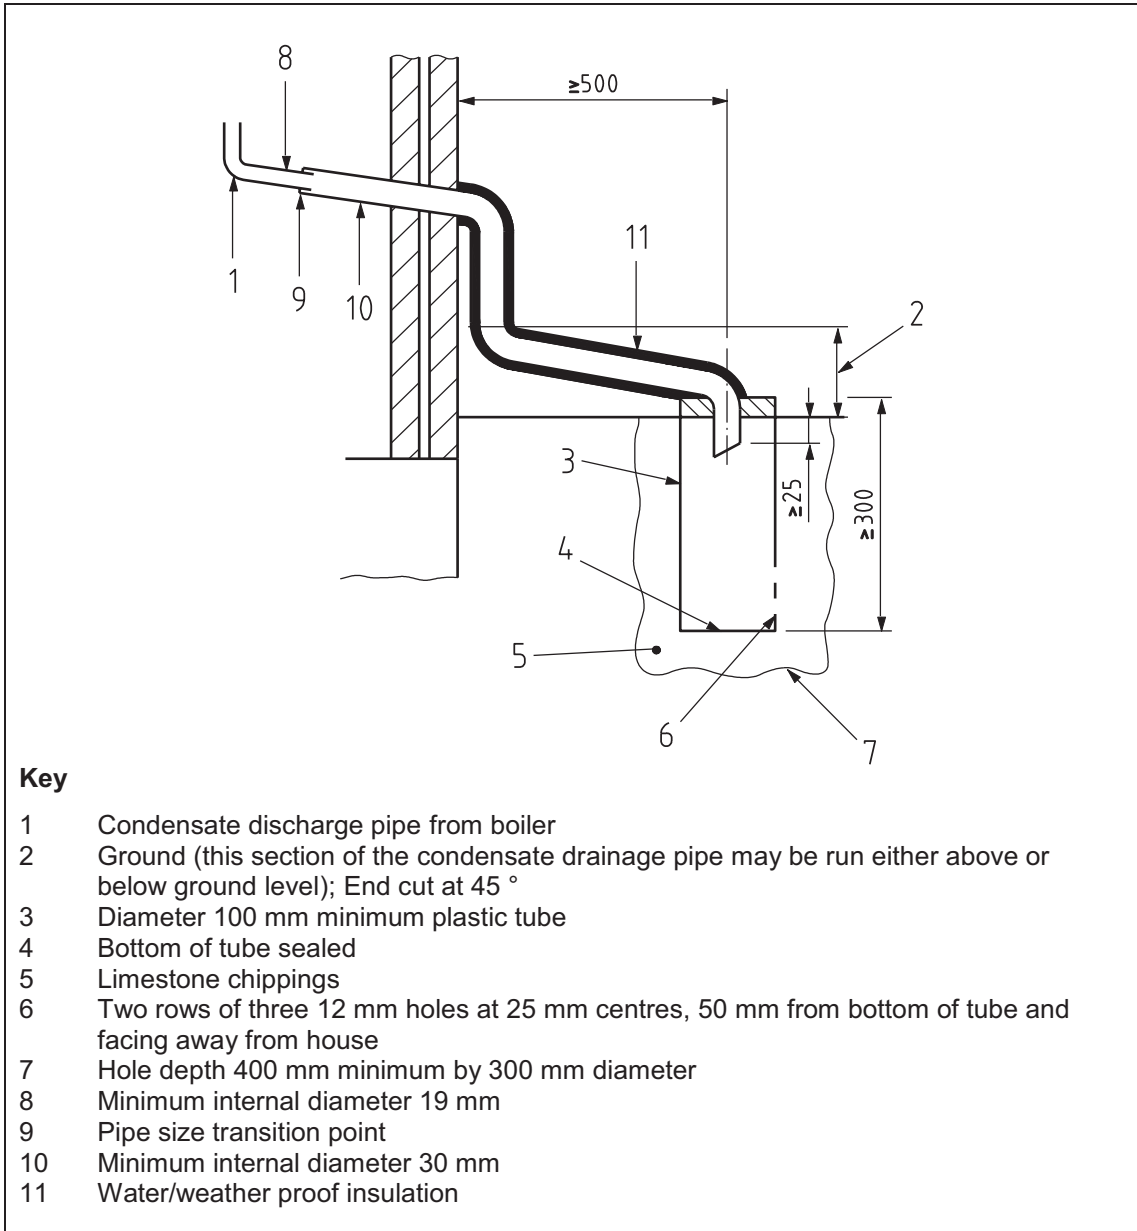 8
≥500
11
2
1
9
10
3
≥25
≥300
4
5
6
7
Key
1 Condensate discharge pipe from boiler
2 Ground (this section of the condensate drainage pipe may be run either above or
below ground level); End cut at 45 °
3 Diameter 100 mm minimum plastic tube
4 Bottom of tube sealed
5 Limestone chippings
6 Two rows of three 12 mm holes at 25 mm centres, 50 mm from bottom of tube and
facing away from house
7 Hole depth 400 mm minimum by 300 mm diameter
8 Minimum internal diameter 19 mm
9 Pipe size transition point
10 Minimum internal diameter 30 mm
11 Water/weather proof insulation